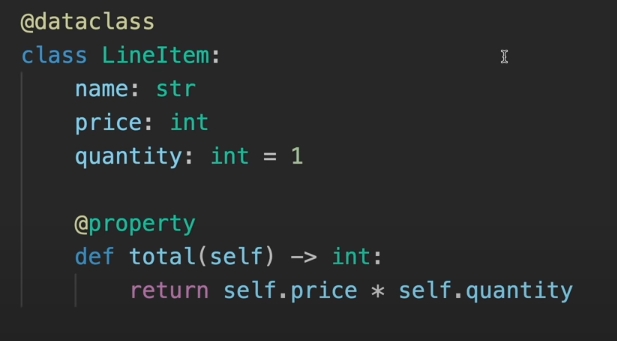 @dataclass
class LineItem:
    name: str
    price: int
    quantity: int = 1

    @property
    def total(self) -> int:
        return self.price * self.quantity